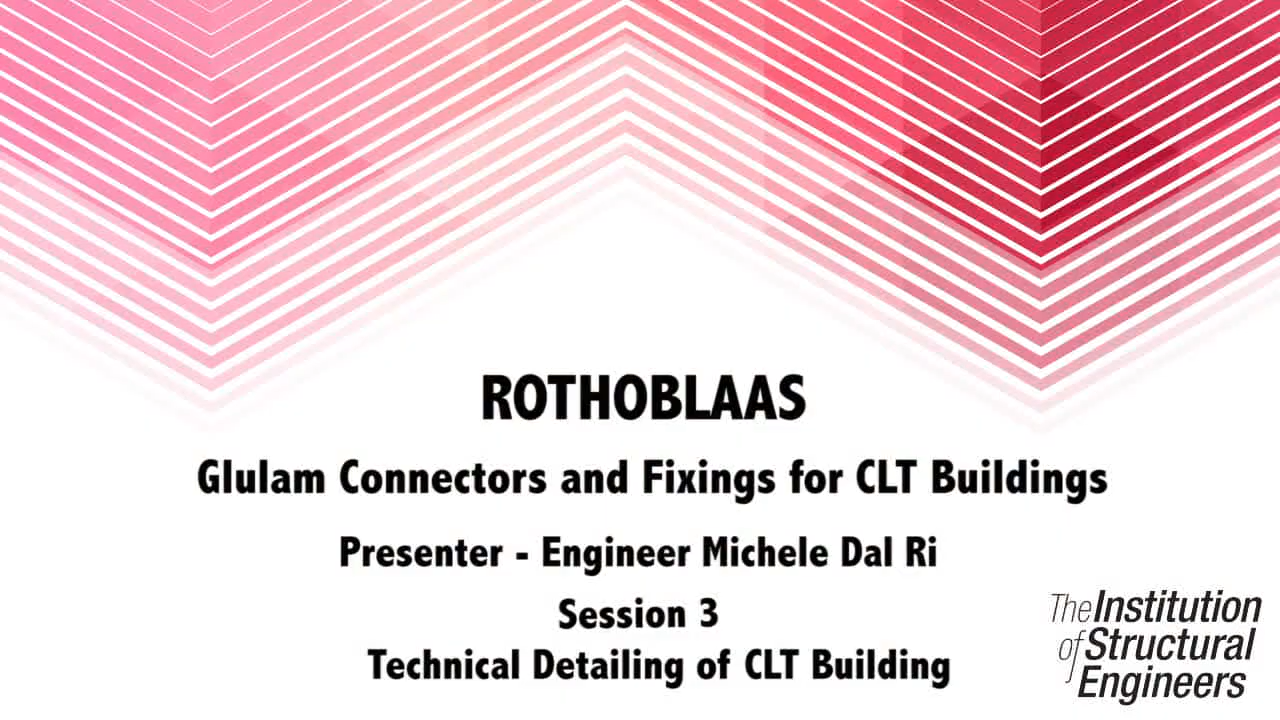 ROTHOBLAAS
Glulam Connectors and Fixings for CLT Buildings
Presenter - Engineer Michele Dal Ri
Session 3
Technical Detailing of CLT Building
The Institution
of Structural
Engineers